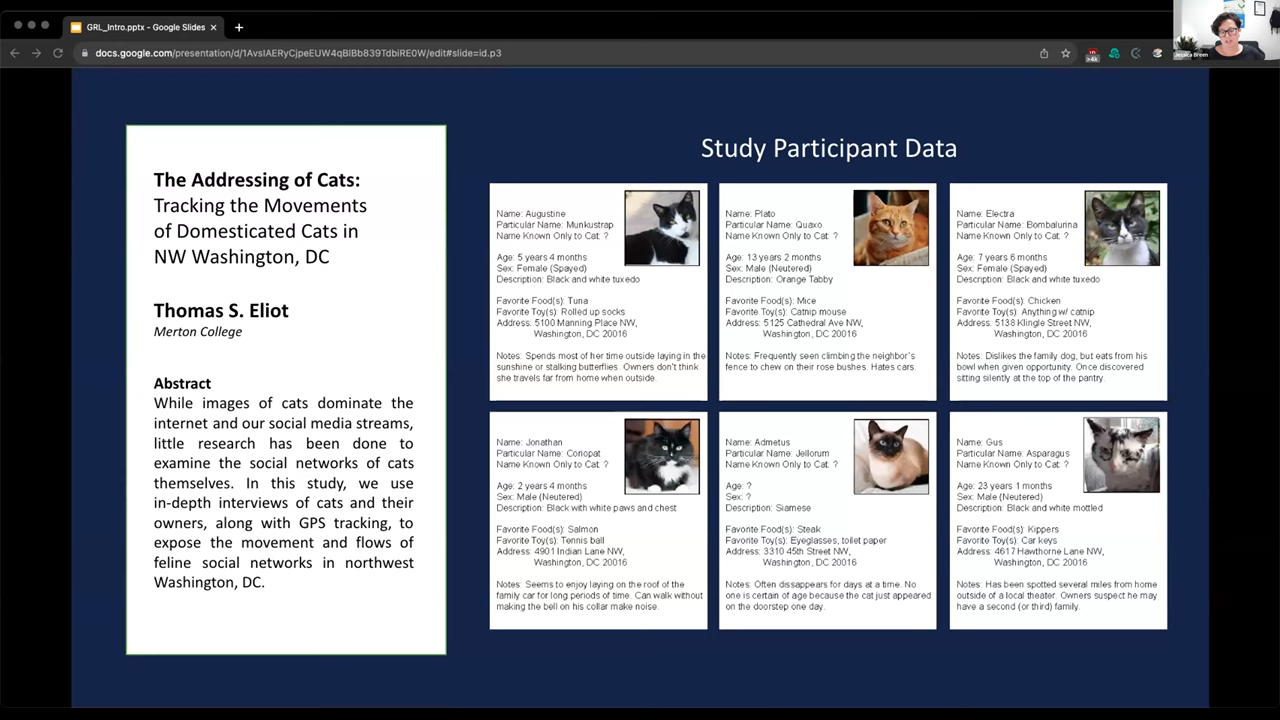 GRL_Intro.pptx - Google Slides
docs.google.com/presentation/d/1AvsIAERyCjpeEUW4qBlBb839TdbiRE0W/edit#slide=id.p3
>4k
Jessica Breen
The Addressing of Cats:
Tracking the Movements
of Domesticated Cats in
NW Washington, DC
Thomas S. Eliot
Merton College
Abstract
While images of cats dominate the
internet and our social media streams,
little research has been done to
examine the social networks of cats
themselves. In this study, we use
in-depth interviews of cats and their
owners, along with GPS tracking, to
expose the movement and flows of
feline social networks in northwest
Washington, DC.
Study Participant Data
Name: Augustine
Particular Name: Munkustrap
Name Known Only to Cat: ?
Age: 5 years 4 months
Sex: Female (Spayed)
Description: Black and white tuxedo
Favorite Food(s): Tuna
Favorite Toy(s): Rolled up socks
Address: 5100 Manning Place NW,
Washington, DC 20016
Notes: Spends most of her time outside laying in the
sunshine or stalking butterflies. Owners don't think
she travels far from home when outside.
Name: Plato
Particular Name: Quaxo
Name Known Only to Cat: ?
Age: 13 years 2 months
Sex: Male (Neutered)
Description: Orange Tabby
Favorite Food(s): Mice
Favorite Toy(s): Catnip mouse
Address: 5125 Cathedral Ave NW,
Washington, DC 20016
Notes: Frequently seen climbing the neighbor's
fence to chew on their rose bushes. Hates cars.
Name: Electra
Particular Name: Bombalurina
Name Known Only to Cat: ?
Age: 7 years 6 months
Sex: Female (Spayed)
Description: Black and white tuxedo
Favorite Food(s): Chicken
Favorite Toy(s): Anything w/ catnip
Address: 5138 Klingle Street NW,
Washington, DC 20016
Notes: Dislikes the family dog, but eats from his
bowl when given opportunity. Once discovered
sitting silently at the top of the pantry.
Name: Jonathan
Particular Name: Coriopat
Name Known Only to Cat: ?
Age: 2 years 4 months
Sex: Male (Neutered)
Description: Black with white paws and chest
Favorite Food(s): Salmon
Favorite Toy(s): Tennis ball
Address: 4901 Indian Lane NW,
Washington, DC 20016
Notes: Seems to enjoy laying on the roof of the
family car for long periods of time. Can walk without
making the bell on his collar make noise.
Name: Admetus
Particular Name: Jellorum
Name Known Only to Cat: ?
Age: ?
Sex: ?
Description: Siamese
Favorite Food(s): Steak
Favorite Toy(s): Eyeglasses, toilet paper
Address: 3310 45th Street NW,
Washington, DC 20016
Notes: Often dissappears for days at a time. No
one is certain of age because the cat just appeared
on the doorstep one day.
Name: Gus
Particular Name: Asparagus
Name Known Only to Cat: ?
Age: 23 years 1 months
Sex: Male (Neutered)
Description: Black and white mottled
Favorite Food(s): Kippers
Favorite Toy(s): Car keys
Address: 4617 Hawthorne Lane NW,
Washington, DC 20016
Notes: Has been spotted several miles from home
outside of a local theater. Owners suspect he may
have a second (or third) family.